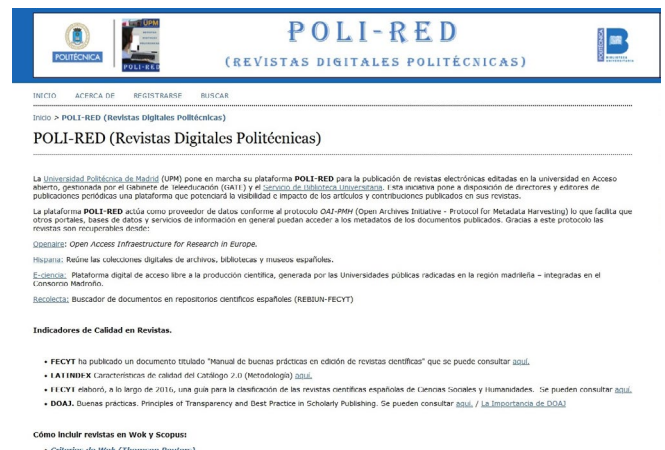 POLITÉCNICA
UPM
POLI-RED
POLI-RED
(REVISTAS DIGITALES POLITÉCNICAS)
POLITÉCNICA
BIBLIOTECA
UNIVERSITARIA
INICIO ACERCA DE REGISTRARSE BUSCAR
Inicio > POLI-RED (Revistas Digitales Politécnicas)
POLI-RED (Revistas Digitales Politécnicas)
La Universidad Politécnica de Madrid (UPM) pone en marcha su plataforma POLI-RED para la publicación de revistas electrónicas editadas en la universidad en Acceso
abierto, gestionada por el Gabinete de Teleeducación (GATE) y el Servicio de Biblioteca Universitaria. Esta iniciativa pone a disposición de directores y editores de
publicaciones periódicas una plataforma que potenciará la visibilidad e impacto de los artículos y contribuciones publicados en sus revistas.
La plataforma POLI-RED actúa como proveedor de datos conforme al protocolo OAI-PMH (Open Archives Initiative - Protocol for Metadata Harvesting) lo que facilita que
otros portales, bases de datos y servicios de información en general puedan acceder a los metadatos de los documentos publicados. Gracias a este protocolo las
revistas son recuperables desde:
Openaire: Open Access Infrastructure for Research in Europe.
Hispana: Reúne las colecciones digitales de archivos, bibliotecas y museos españoles.
E-ciencia: Plataforma digital de acceso libre a la producción científica, generada por las Universidades públicas radicadas en la región madrileña – integradas en el
Consorcio Madroño.
Recolecta: Buscador de documentos en repositorios científicos españoles (REBIUN-FECYT)
Indicadores de Calidad en Revistas.
• FECYT ha publicado un documento titulado "Manual de buenas prácticas en edición de revistas científicas" que se puede consultar aquí.
• LATINDEX Características de calidad del Catálogo 2.0 (Metodología) aquí.
• FECYT elaboró, a lo largo de 2016, una guía para la clasificación de las revistas científicas españolas de Ciencias Sociales y Humanidades. Se pueden consultar aquí.
• DOAJ. Buenas prácticas. Principles of Transparency and Best Practice in Scholarly Publishing. Se pueden consultar aquí. / La Importancia de DOAJ
Cómo incluir revistas en Wok y Scopus:
• Criterios de Wok (Thomson Reuters)